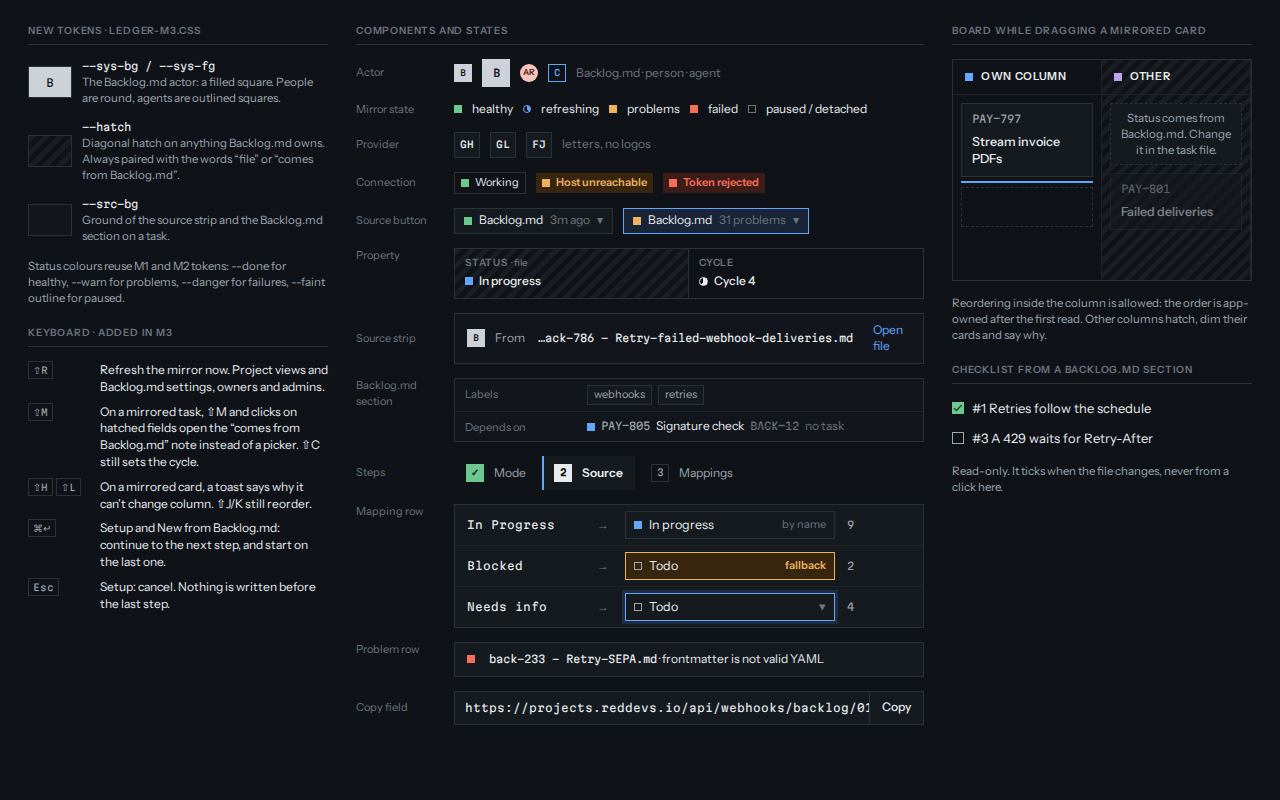 NEW TOKENS · LEDGER-M3.CSS
B
--sys-bg / --sys-fg
The Backlog.md actor: a filled square. People
are round, agents are outlined squares.
--hatch
Diagonal hatch on anything Backlog.md owns.
Always paired with the words “file” or “comes
from Backlog.md”.
--src-bg
Ground of the source strip and the Backlog.md
section on a task.
Status colours reuse M1 and M2 tokens: --done for
healthy, --warn for problems, --danger for failures, --faint
outline for paused.
KEYBOARD · ADDED IN M3
⇧R
Refresh the mirror now. Project views and
Backlog.md settings, owners and admins.
⇧M
On a mirrored task, ⇧M and clicks on
hatched fields open the “comes from
Backlog.md” note instead of a picker. ⇧C
still sets the cycle.
⇧H ⇧L
On a mirrored card, a toast says why it
can't change column. ⇧J/K still reorder.
⌘↵
Setup and New from Backlog.md:
continue to the next step, and start on
the last one.
Esc
Setup: cancel. Nothing is written before
the last step.
COMPONENTS AND STATES
Actor
B B AR C Backlog.md · person · agent
Mirror state
healthy refreshing problems failed paused / detached
Provider
GH GL FJ letters, no logos
Connection
Working Host unreachable Token rejected
Source button
Backlog.md 3m ago ▾ Backlog.md 31 problems ▾
Property
STATUS · file
In progress
CYCLE
Cycle 4
Source strip
B From …ack-786 - Retry-failed-webhook-deliveries.md Open
file
Backlog.md
section
Labels webhooks retries
Depends on PAY-805 Signature check BACK-12 no task
Steps
✓ Mode 2 Source 3 Mappings
Mapping row
In Progress → In progress by name 9
Blocked → Todo fallback 2
Needs info → Todo ▾ 4
Problem row
back-233 - Retry-SEPA.md · frontmatter is not valid YAML
Copy field
https://projects.reddevs.io/api/webhooks/backlog/01 Copy
BOARD WHILE DRAGGING A MIRRORED CARD
OWN COLUMN
PAY-797
Stream invoice
PDFs
OTHER
Status comes from
Backlog.md. Change
it in the task file.
PAY-801
Failed deliveries
Reordering inside the column is allowed: the order is app-
owned after the first read. Other columns hatch, dim their
cards and say why.
CHECKLIST FROM A BACKLOG.MD SECTION
#1 Retries follow the schedule
#3 A 429 waits for Retry-After
Read-only. It ticks when the file changes, never from a
click here.